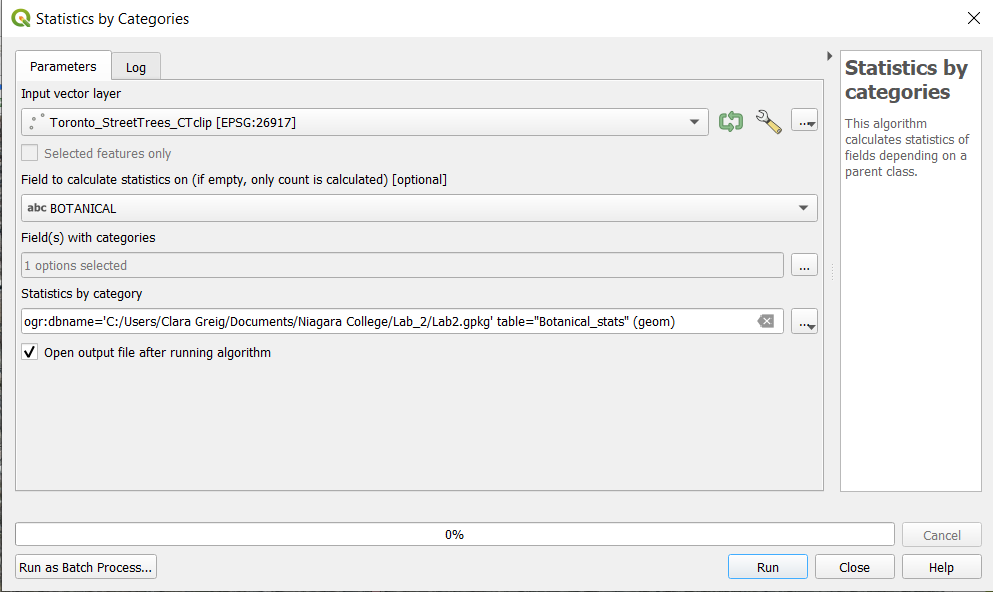 Statistics by Categories
Parameters
Log
Input vector layer
Toronto_StreetTrees_CTclip [EPSG:26917]
...
Selected features only
Field to calculate statistics on (if empty, only count is calculated) [optional]
abc BOTANICAL
Field(s) with categories
1 options selected
...
Statistics by category
ogr:dbname='C:/Users/Clara Greig/Documents/Niagara College/Lab_2/Lab2.gpkg' table="Botanical_stats" (geom)
...
Open output file after running algorithm
Statistics by
categories
This algorithm
calculates statistics of
fields depending on a
parent class.
0%
Cancel
Run as Batch Process...
Run
Close
Help